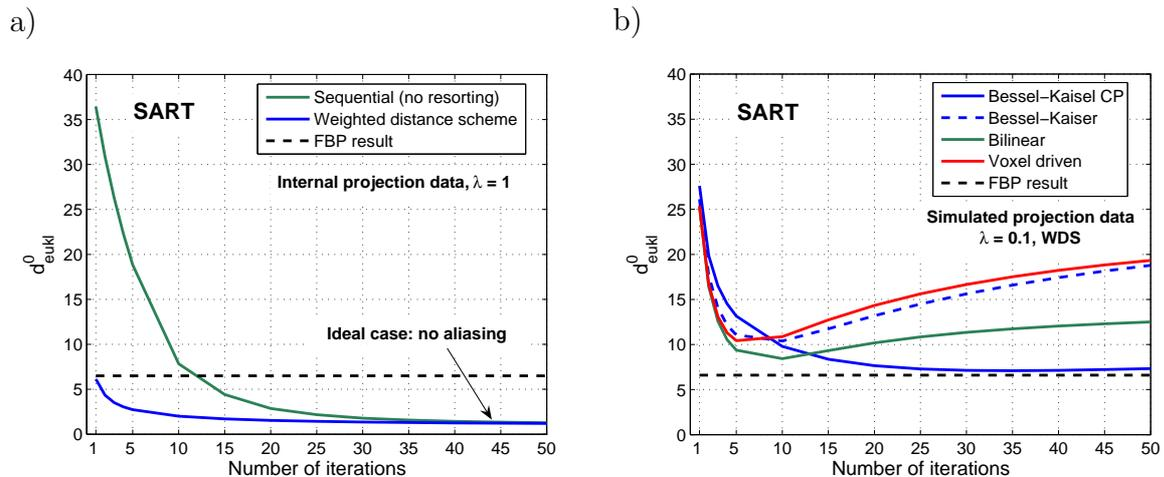 a)
SART
Sequential (no resorting)
Weighted distance scheme
FBP result
Internal projection data, λ = 1
Ideal case: no aliasing
40
35
30
25
20
15
10
5
0
d⁰eukl
1 5 10 15 20 25 30 35 40 45 50
Number of iterations
b)
SART
Bessel−Kaisel CP
Bessel−Kaiser
Bilinear
Voxel driven
FBP result
Simulated projection data
λ = 0.1, WDS
40
35
30
25
20
15
10
5
0
d⁰eukl
1 5 10 15 20 25 30 35 40 45 50
Number of iterations